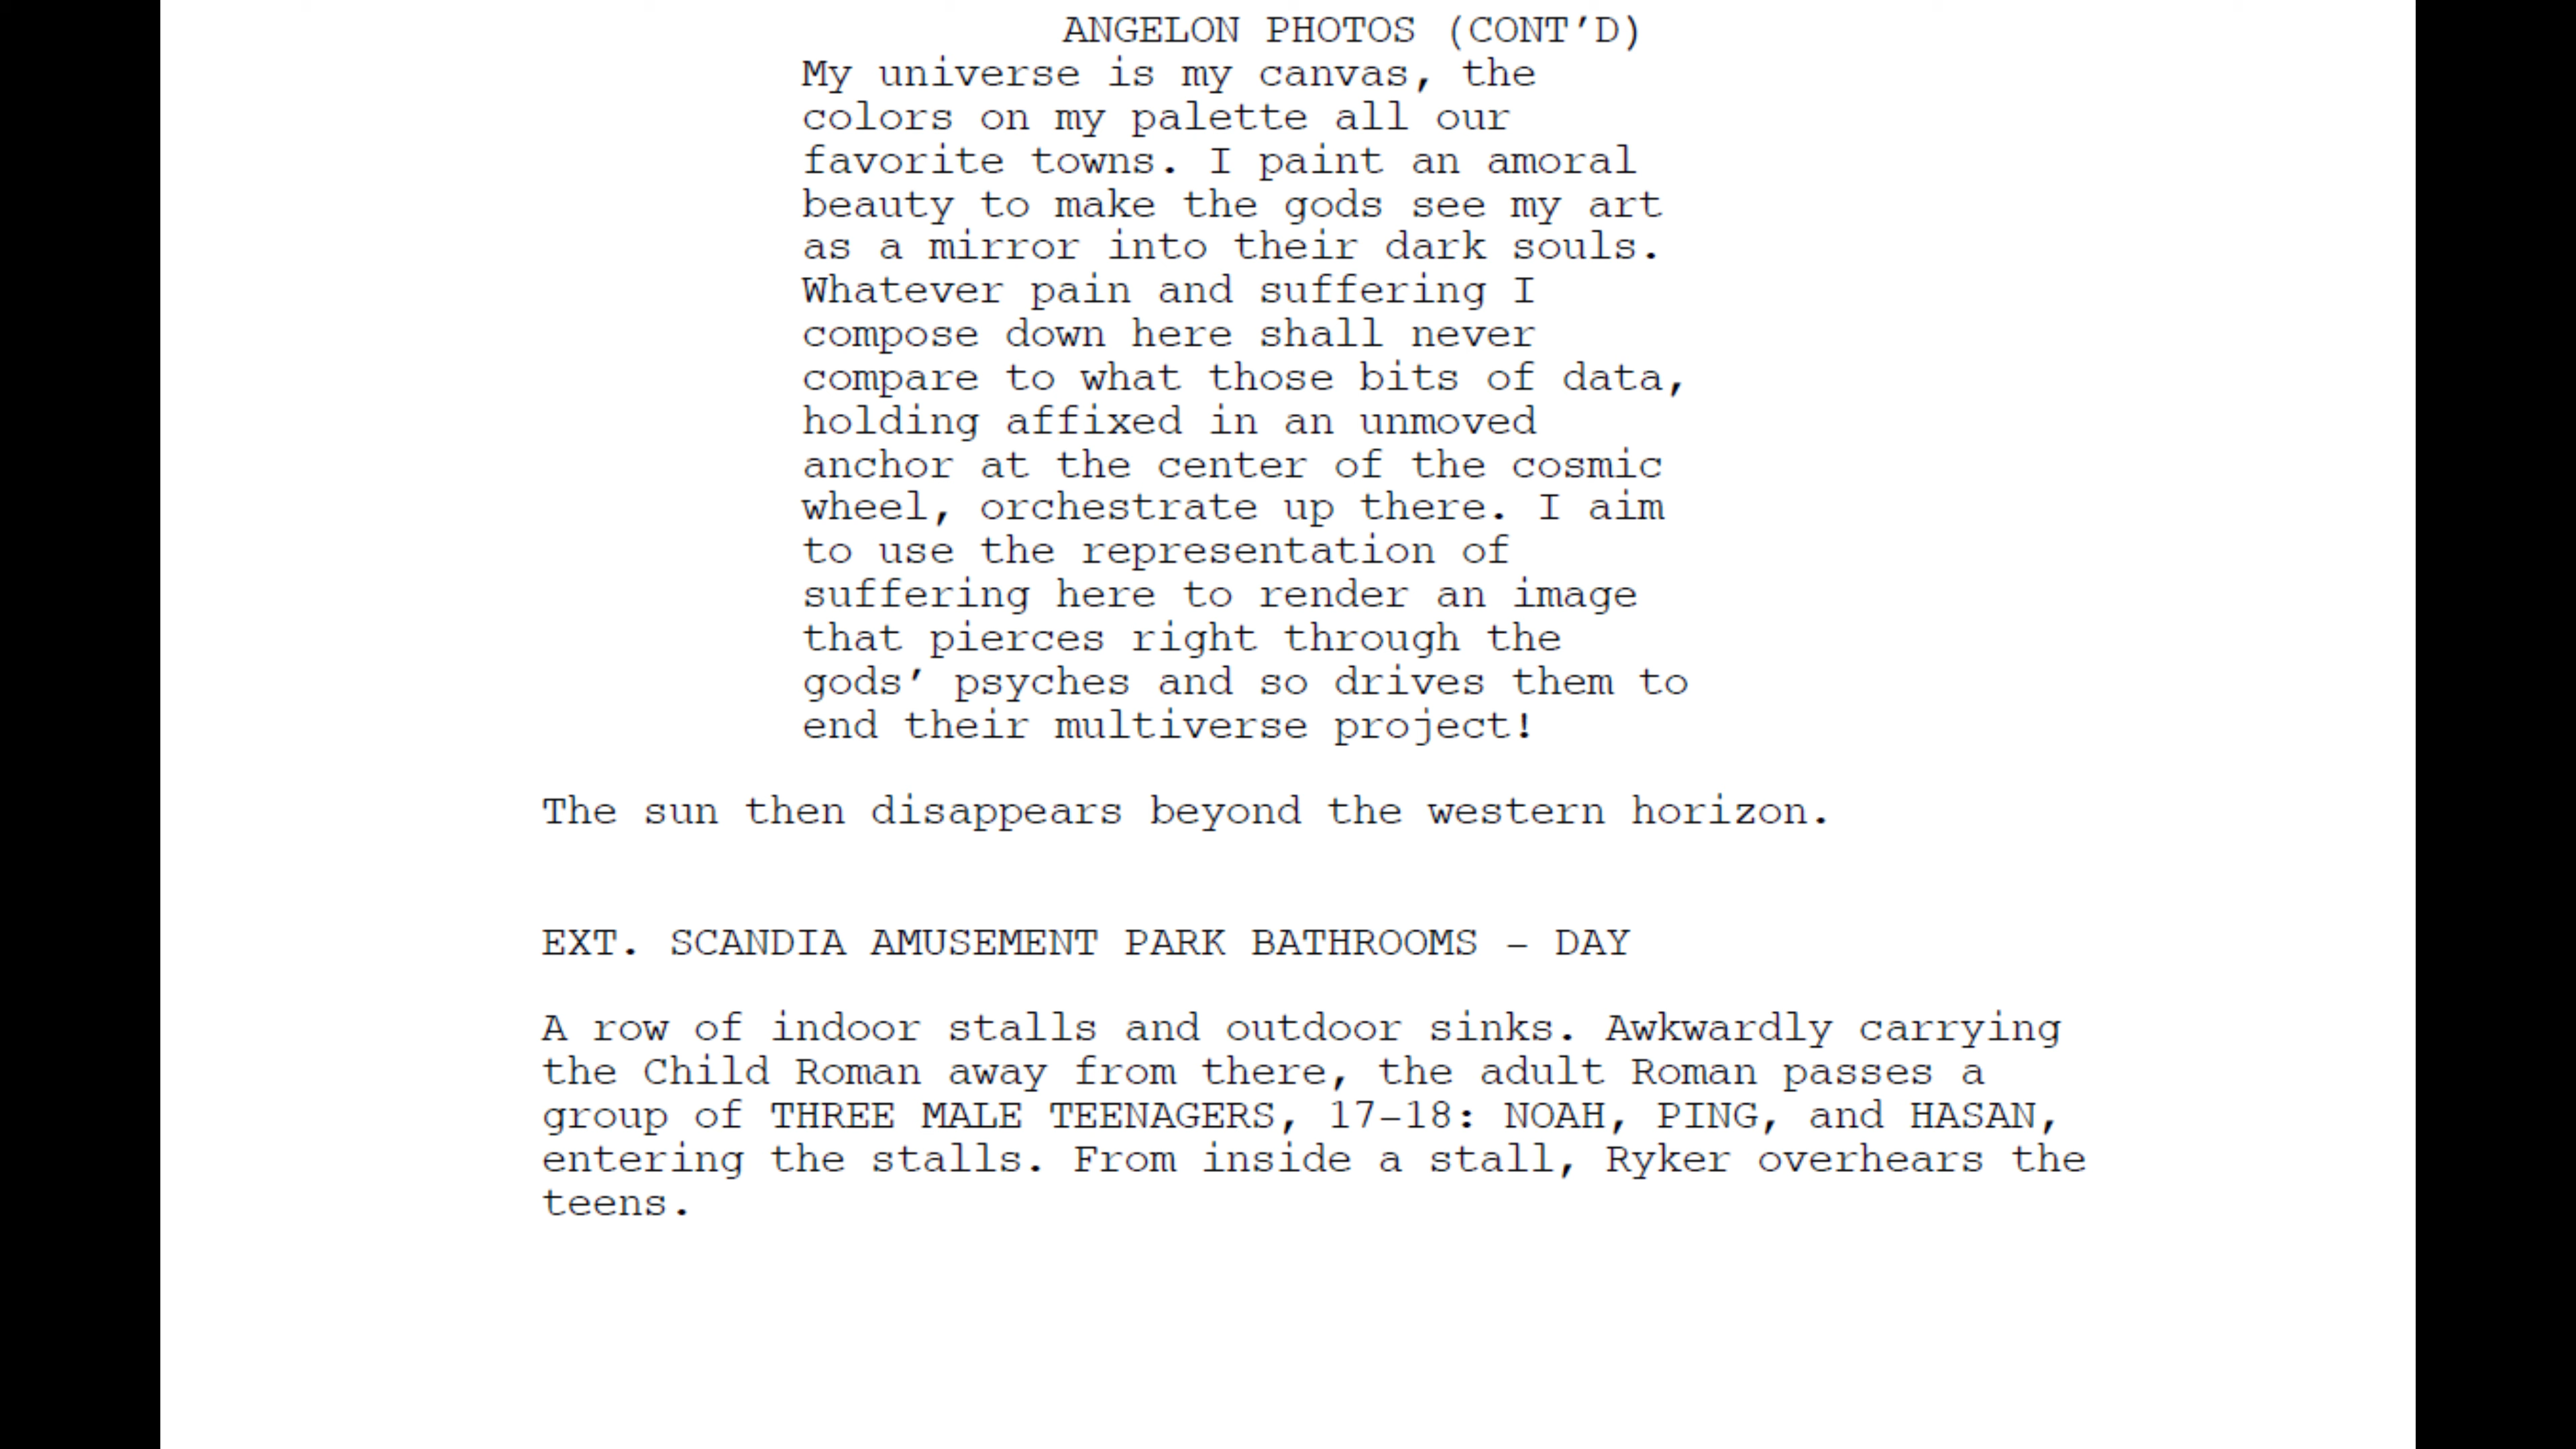 ANGELON PHOTOS (CONT'D)
My universe is my canvas, the
colors on my palette all our
favorite towns. I paint an amoral
beauty to make the gods see my art
as a mirror into their dark souls.
Whatever pain and suffering I
compose down here shall never
compare to what those bits of data,
holding affixed in an unmoved
anchor at the center of the cosmic
wheel, orchestrate up there. I aim
to use the representation of
suffering here to render an image
that pierces right through the
gods' psyches and so drives them to
end their multiverse project!
The sun then disappears beyond the western horizon.
EXT. SCANDIA AMUSEMENT PARK BATHROOMS – DAY
A row of indoor stalls and outdoor sinks. Awkwardly carrying
the Child Roman away from there, the adult Roman passes a
group of THREE MALE TEENAGERS, 17–18: NOAH, PING, and HASAN,
entering the stalls. From inside a stall, Ryker overhears the
teens.